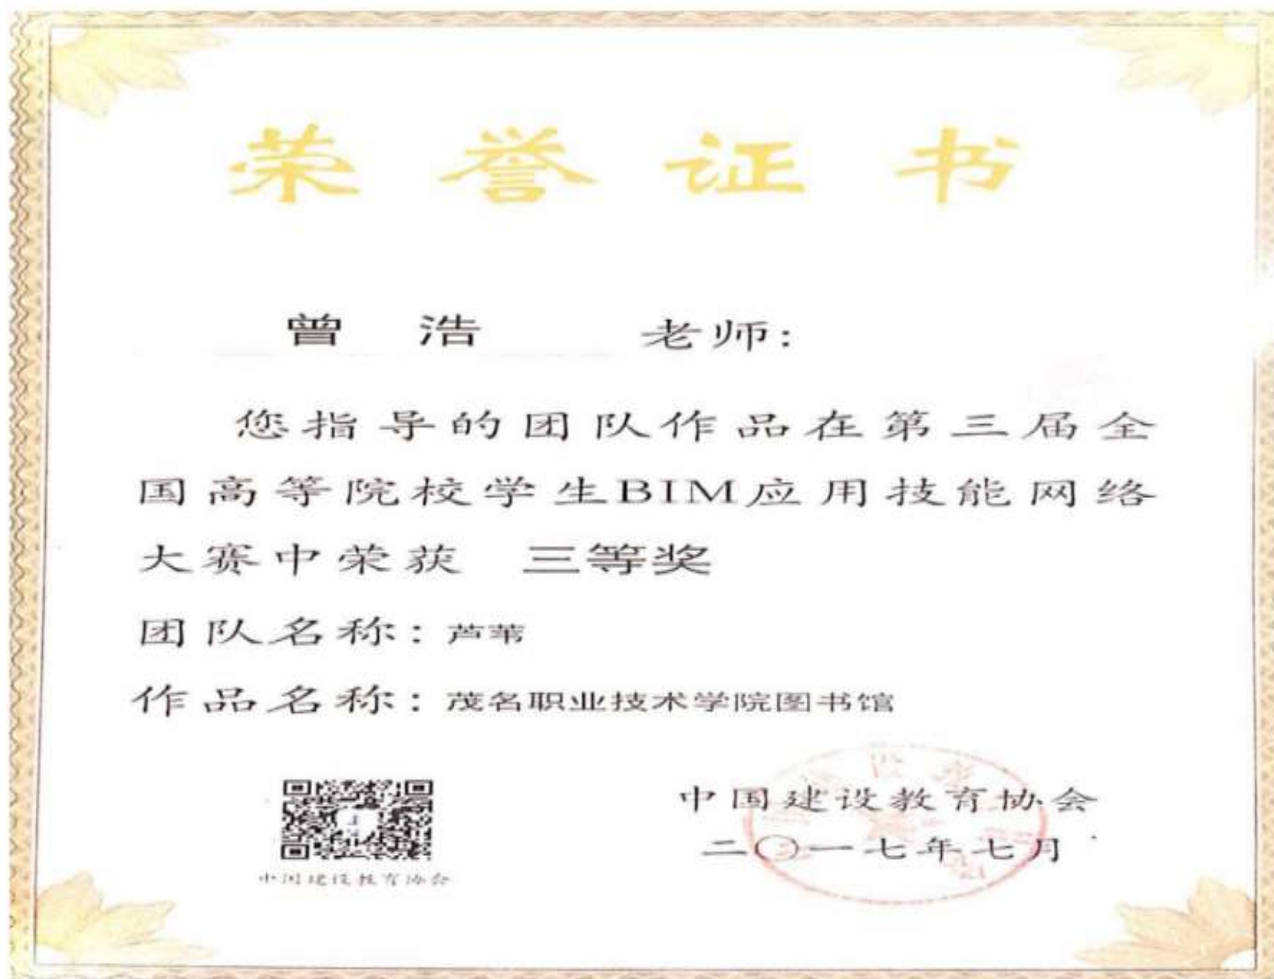 荣誉证书
曾 浩 老师:
您指导的团队作品在第三届全
国高等院校学生BIM应用技能网络
大赛中荣获 三等奖
团队名称:芦苇
作品名称:茂名职业技术学院图书馆
中国建设教育协会
二〇一七年七月
中国建设教育协会